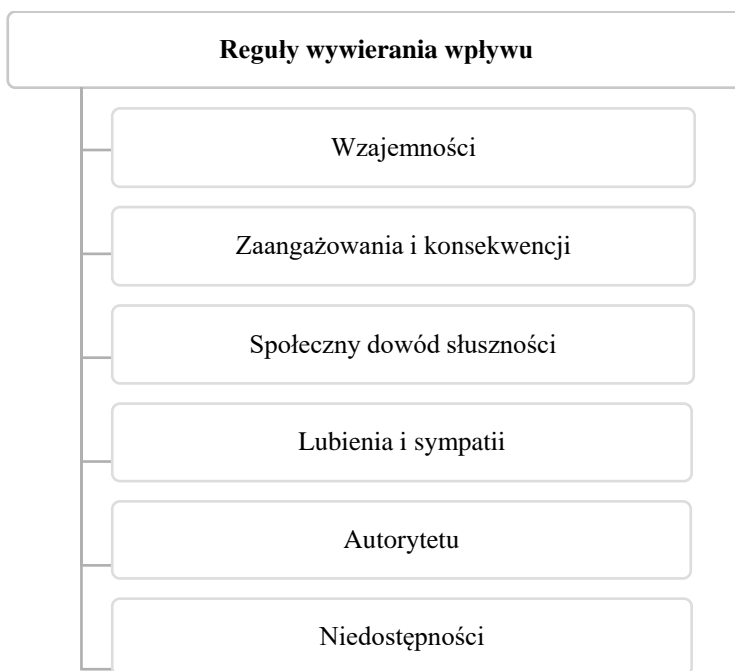 Reguły wywierania wpływu
Wzajemności
Zaangażowania i konsekwencji
Społeczny dowód słuszności
Lubienia i sympatii
Autorytetu
Niedostępności